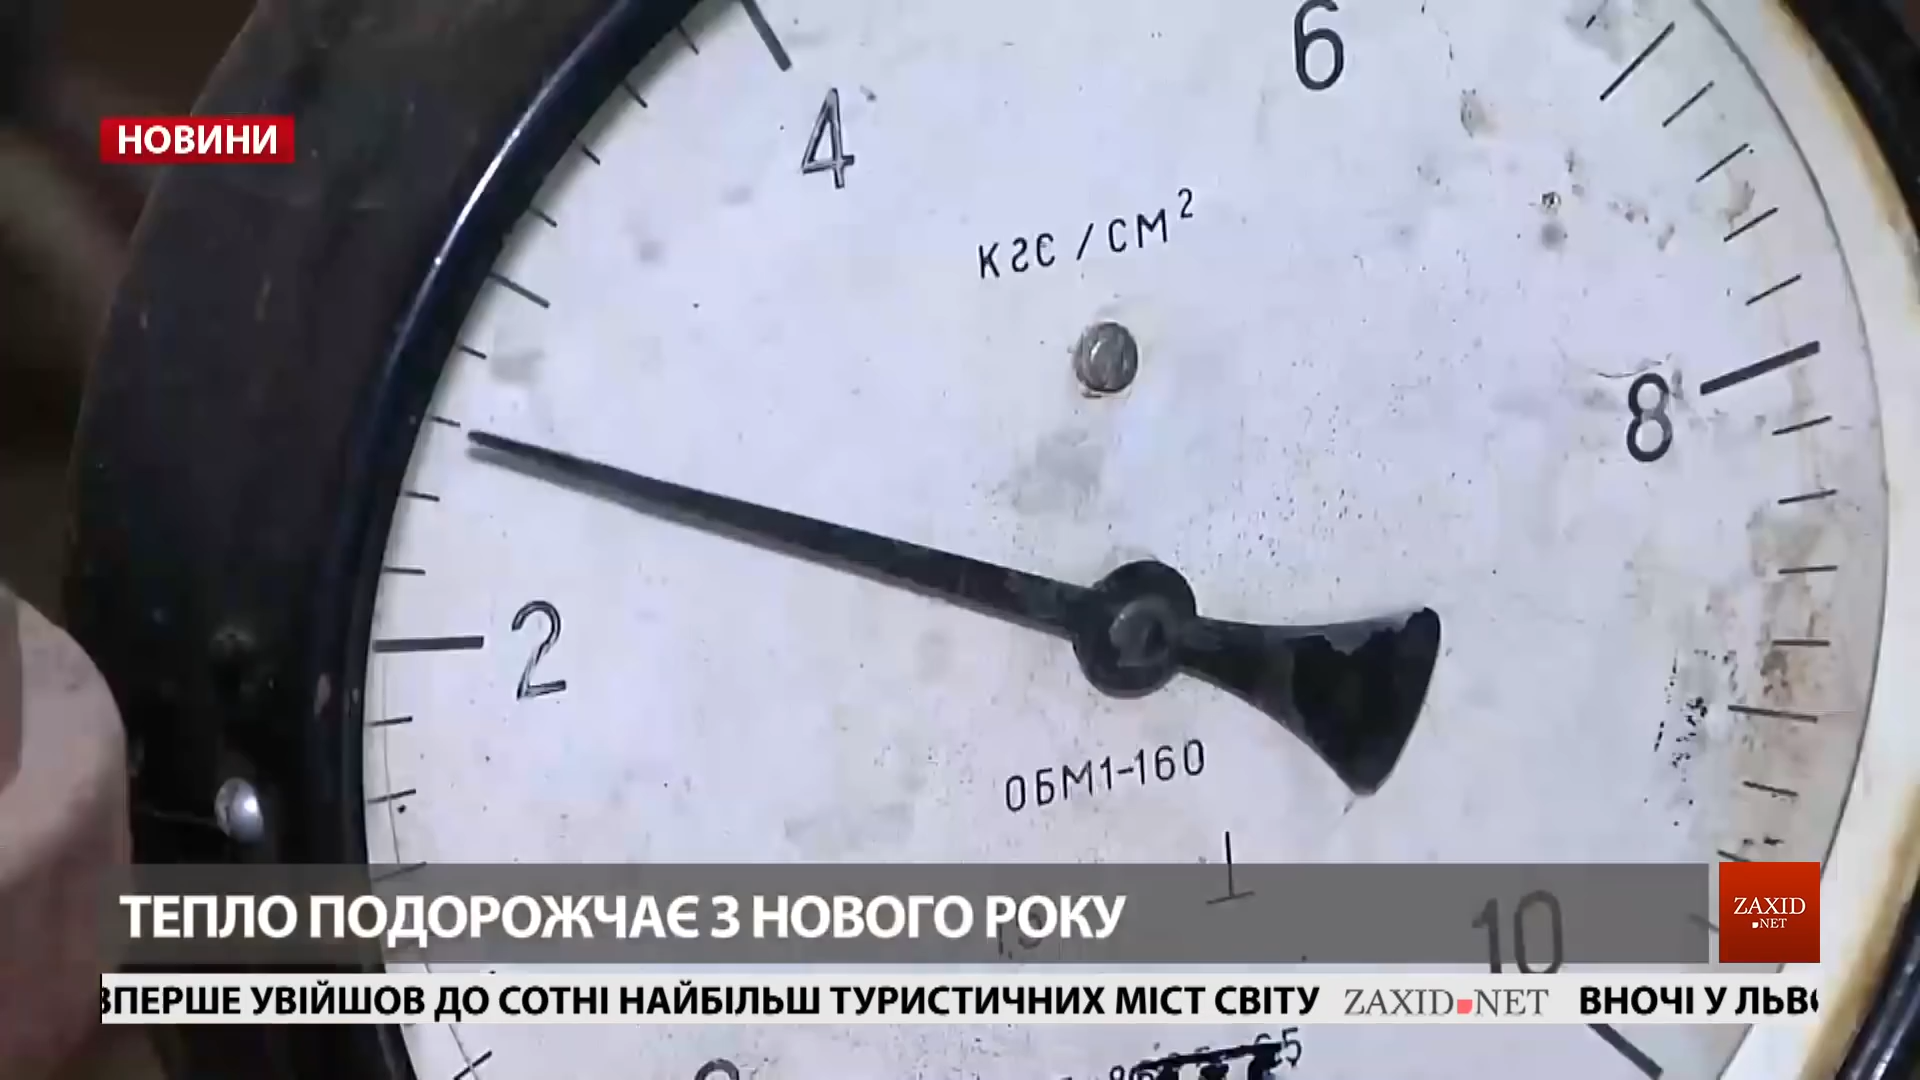 6
4
НОВИНИ
кгс/см²
8
2
ОБМ1-160
1
ТЕПЛО ПОДОРОЖЧАЄ З НОВОГО РОКУ
ZAXID
.NET
10
ВПЕРШЕ УВІЙШОВ ДО СОТНІ НАЙБІЛЬШ ТУРИСТИЧНИХ МІСТ СВІТУ ZAXID.NET ВНОЧІ У